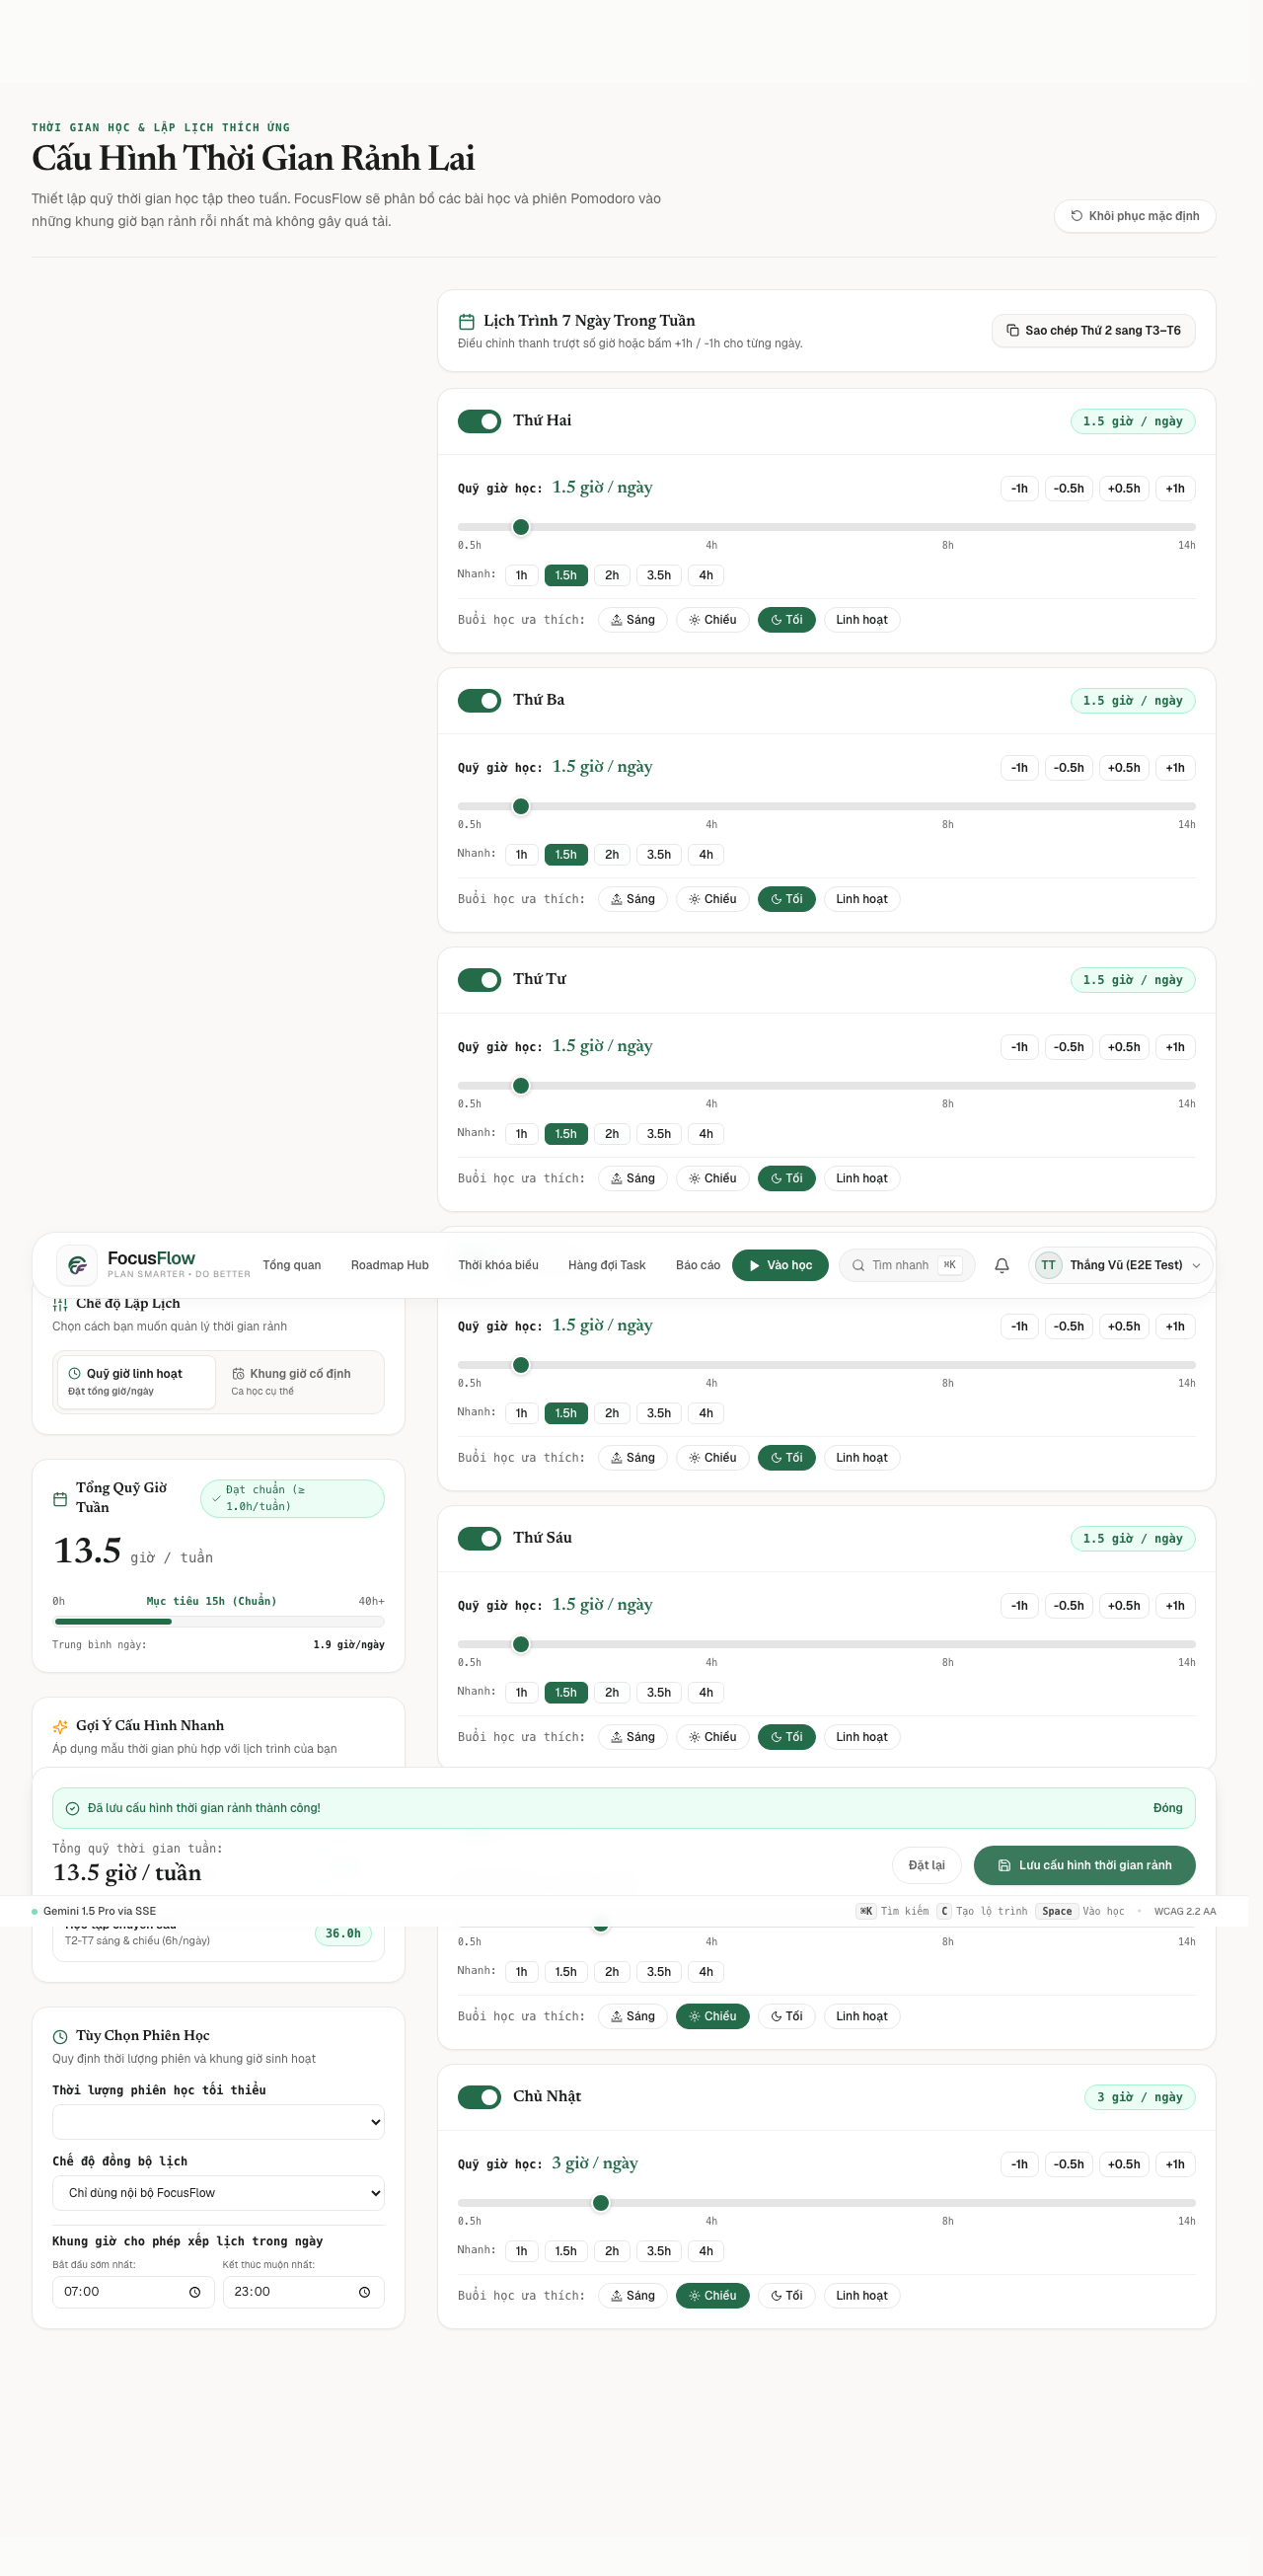 THỜI GIAN HỌC & LẬP LỊCH THÍCH ỨNG
Cấu Hình Thời Gian Rảnh Lai
Thiết lập quỹ thời gian học tập theo tuần. FocusFlow sẽ phân bổ các bài học và phiên Pomodoro vào
những khung giờ bạn rảnh rỗi nhất mà không gây quá tải.
Khôi phục mặc định
Lịch Trình 7 Ngày Trong Tuần
Điều chỉnh thanh trượt số giờ hoặc bấm +1h / -1h cho từng ngày.
Sao chép Thứ 2 sang T3–T6
Thứ Hai
1.5 giờ / ngày
Quỹ giờ học: 1.5 giờ / ngày
-1h -0.5h +0.5h +1h
0.5h 4h 8h 14h
Nhanh: 1h 1.5h 2h 3.5h 4h
Buổi học ưa thích: Sáng Chiều Tối Linh hoạt
Thứ Ba
1.5 giờ / ngày
Quỹ giờ học: 1.5 giờ / ngày
-1h -0.5h +0.5h +1h
0.5h 4h 8h 14h
Nhanh: 1h 1.5h 2h 3.5h 4h
Buổi học ưa thích: Sáng Chiều Tối Linh hoạt
Thứ Tư
1.5 giờ / ngày
Quỹ giờ học: 1.5 giờ / ngày
-1h -0.5h +0.5h +1h
0.5h 4h 8h 14h
Nhanh: 1h 1.5h 2h 3.5h 4h
Buổi học ưa thích: Sáng Chiều Tối Linh hoạt
FocusFlow
PLAN SMARTER • DO BETTER
Tổng quan Roadmap Hub Thời khóa biểu Hàng đợi Task Báo cáo Vào học Tìm nhanh ⌘K TT Thắng Vũ (E2E Test)
Chế độ Lập Lịch
Chọn cách bạn muốn quản lý thời gian rảnh
Quỹ giờ linh hoạt
Đặt tổng giờ/ngày
Khung giờ cố định
Ca học cụ thể
Quỹ giờ học: 1.5 giờ / ngày
-1h -0.5h +0.5h +1h
0.5h 4h 8h 14h
Nhanh: 1h 1.5h 2h 3.5h 4h
Buổi học ưa thích: Sáng Chiều Tối Linh hoạt
Tổng Quỹ Giờ
Tuần
Đạt chuẩn (≥
1.0h/tuần)
13.5 giờ / tuần
0h Mục tiêu 15h (Chuẩn) 40h+
Trung bình ngày: 1.9 giờ/ngày
Thứ Sáu
1.5 giờ / ngày
Quỹ giờ học: 1.5 giờ / ngày
-1h -0.5h +0.5h +1h
0.5h 4h 8h 14h
Nhanh: 1h 1.5h 2h 3.5h 4h
Buổi học ưa thích: Sáng Chiều Tối Linh hoạt
Gợi Ý Cấu Hình Nhanh
Áp dụng mẫu thời gian phù hợp với lịch trình của bạn
Đã lưu cấu hình thời gian rảnh thành công!
Đóng
Tổng quỹ thời gian tuần:
13.5 giờ / tuần
Đặt lại
Lưu cấu hình thời gian rảnh
Gemini 1.5 Pro via SSE
⌘K Tìm kiếm C Tạo lộ trình Space Vào học • WCAG 2.2 AA
Học tập chuyên sâu
T2-T7 sáng & chiều (6h/ngày)
36.0h
0.5h 4h 8h 14h
Nhanh: 1h 1.5h 2h 3.5h 4h
Buổi học ưa thích: Sáng Chiều Tối Linh hoạt
Tùy Chọn Phiên Học
Quy định thời lượng phiên và khung giờ sinh hoạt
Thời lượng phiên học tối thiểu
Chế độ đồng bộ lịch
Chỉ dùng nội bộ FocusFlow
Khung giờ cho phép xếp lịch trong ngày
Bắt đầu sớm nhất: Kết thúc muộn nhất:
07:00 23:00
Chủ Nhật
3 giờ / ngày
Quỹ giờ học: 3 giờ / ngày
-1h -0.5h +0.5h +1h
0.5h 4h 8h 14h
Nhanh: 1h 1.5h 2h 3.5h 4h
Buổi học ưa thích: Sáng Chiều Tối Linh hoạt